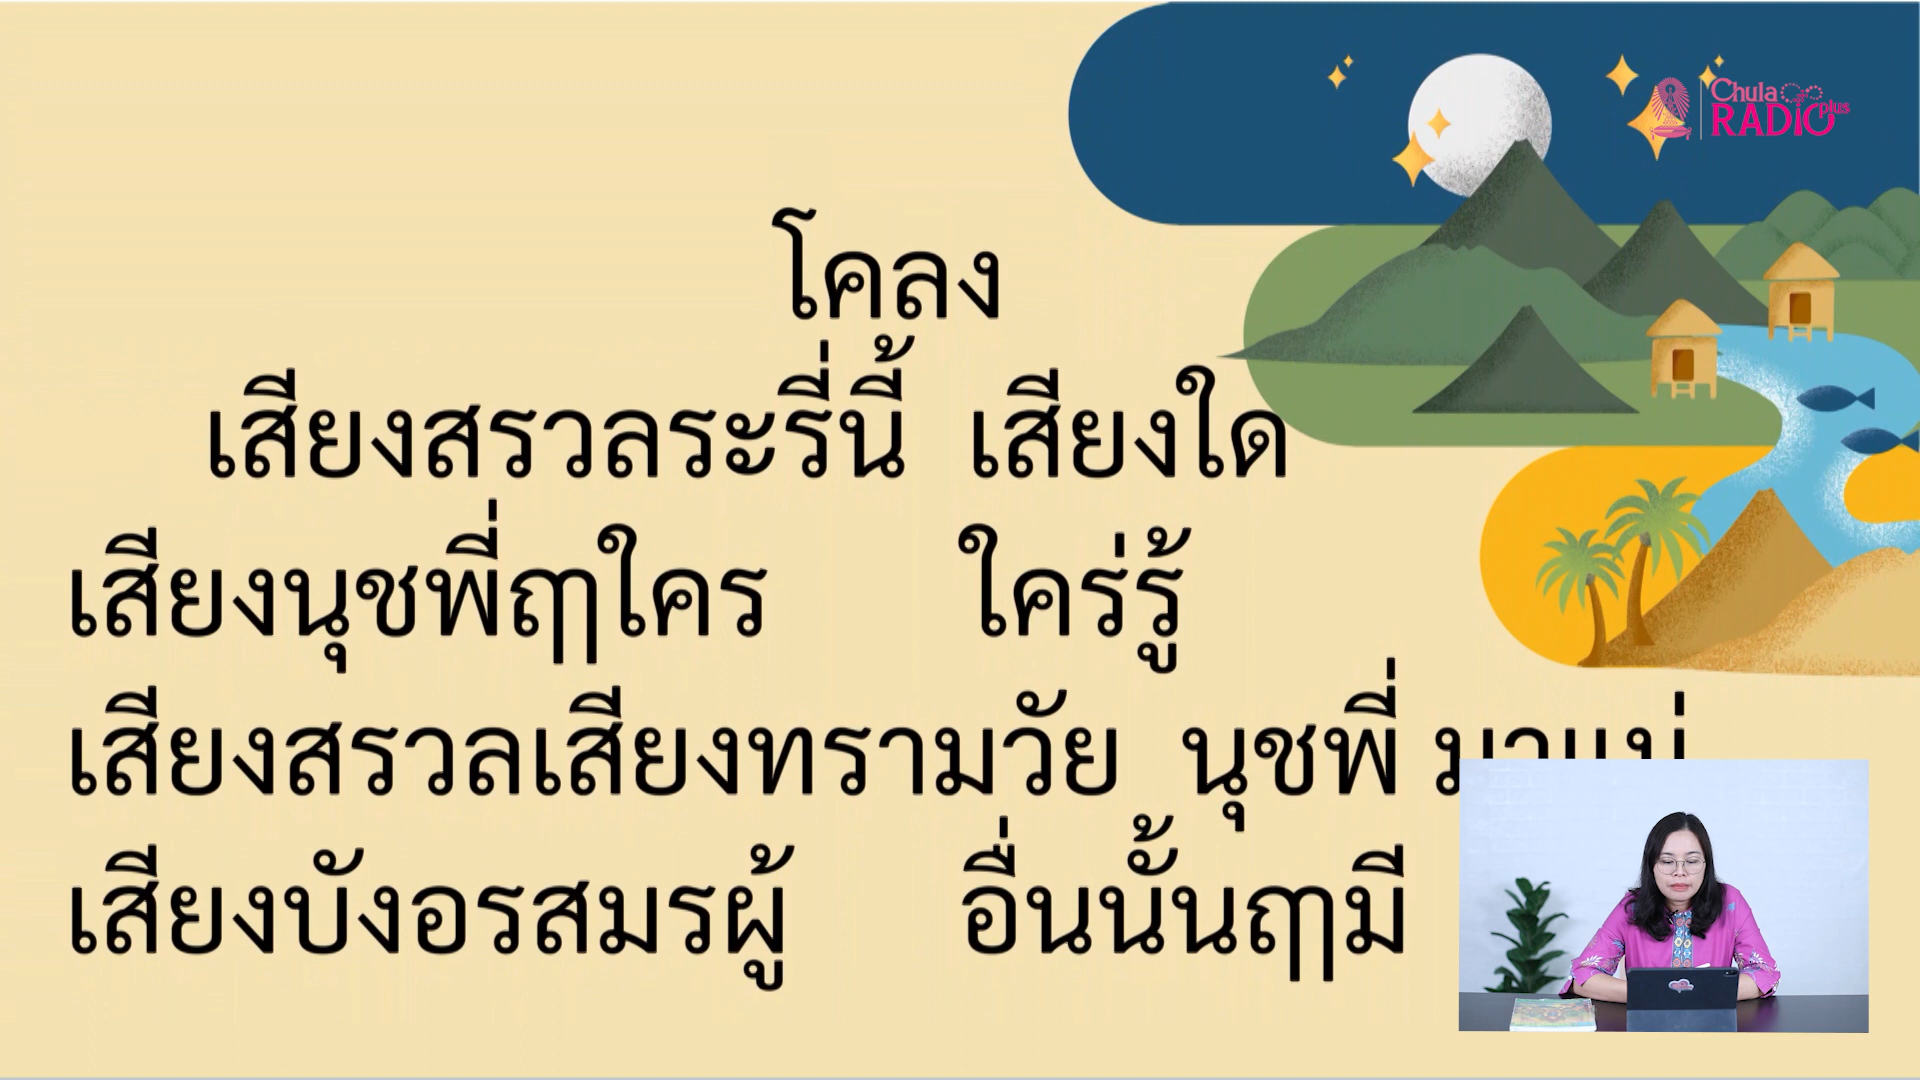 Chula
RADIO plus
โคลง
เสียงสรวลระรี่นี้ เสียงใด
เสียงนุชพี่ฤๅใคร ใคร่รู้
เสียงสรวลเสียงทรามวัย นุชพี่
เสียงบังอรสมรผู้ อื่นนั้นฤๅมี